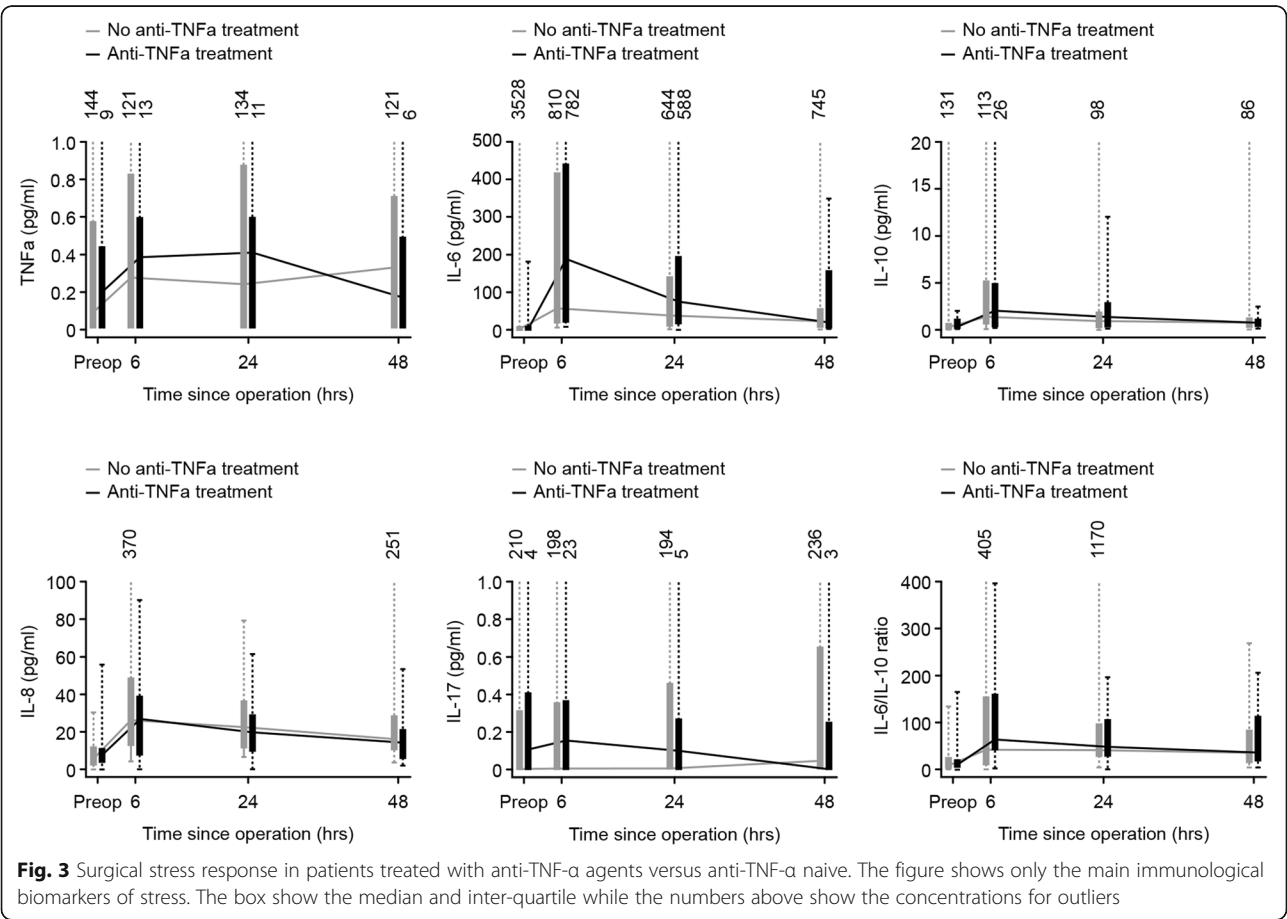 No anti-TNFa treatment
Anti-TNFa treatment
144
9
121
13
134
11
121
6
1.0
0.8
0.6
0.4
0.2
0
TNFa (pg/ml)
Preop 6 24 48
Time since operation (hrs)
No anti-TNFa treatment
Anti-TNFa treatment
3528
810
782
644
588
745
500
400
300
200
100
0
IL-6 (pg/ml)
Preop 6 24 48
Time since operation (hrs)
No anti-TNFa treatment
Anti-TNFa treatment
131
113
26
98
86
20
15
10
5
0
IL-10 (pg/ml)
Preop 6 24 48
Time since operation (hrs)
No anti-TNFa treatment
Anti-TNFa treatment
370
251
100
80
60
40
20
0
IL-8 (pg/ml)
Preop 6 24 48
Time since operation (hrs)
No anti-TNFa treatment
Anti-TNFa treatment
210
4
198
23
194
5
236
3
1.0
0.8
0.6
0.4
0.2
0
IL-17 (pg/ml)
Preop 6 24 48
Time since operation (hrs)
No anti-TNFa treatment
Anti-TNFa treatment
405
1170
400
300
200
100
0
IL-6/IL-10 ratio
Preop 6 24 48
Time since operation (hrs)
Fig. 3 Surgical stress response in patients treated with anti-TNF-α agents versus anti-TNF-α naive. The figure shows only the main immunological
biomarkers of stress. The box show the median and inter-quartile while the numbers above show the concentrations for outliers